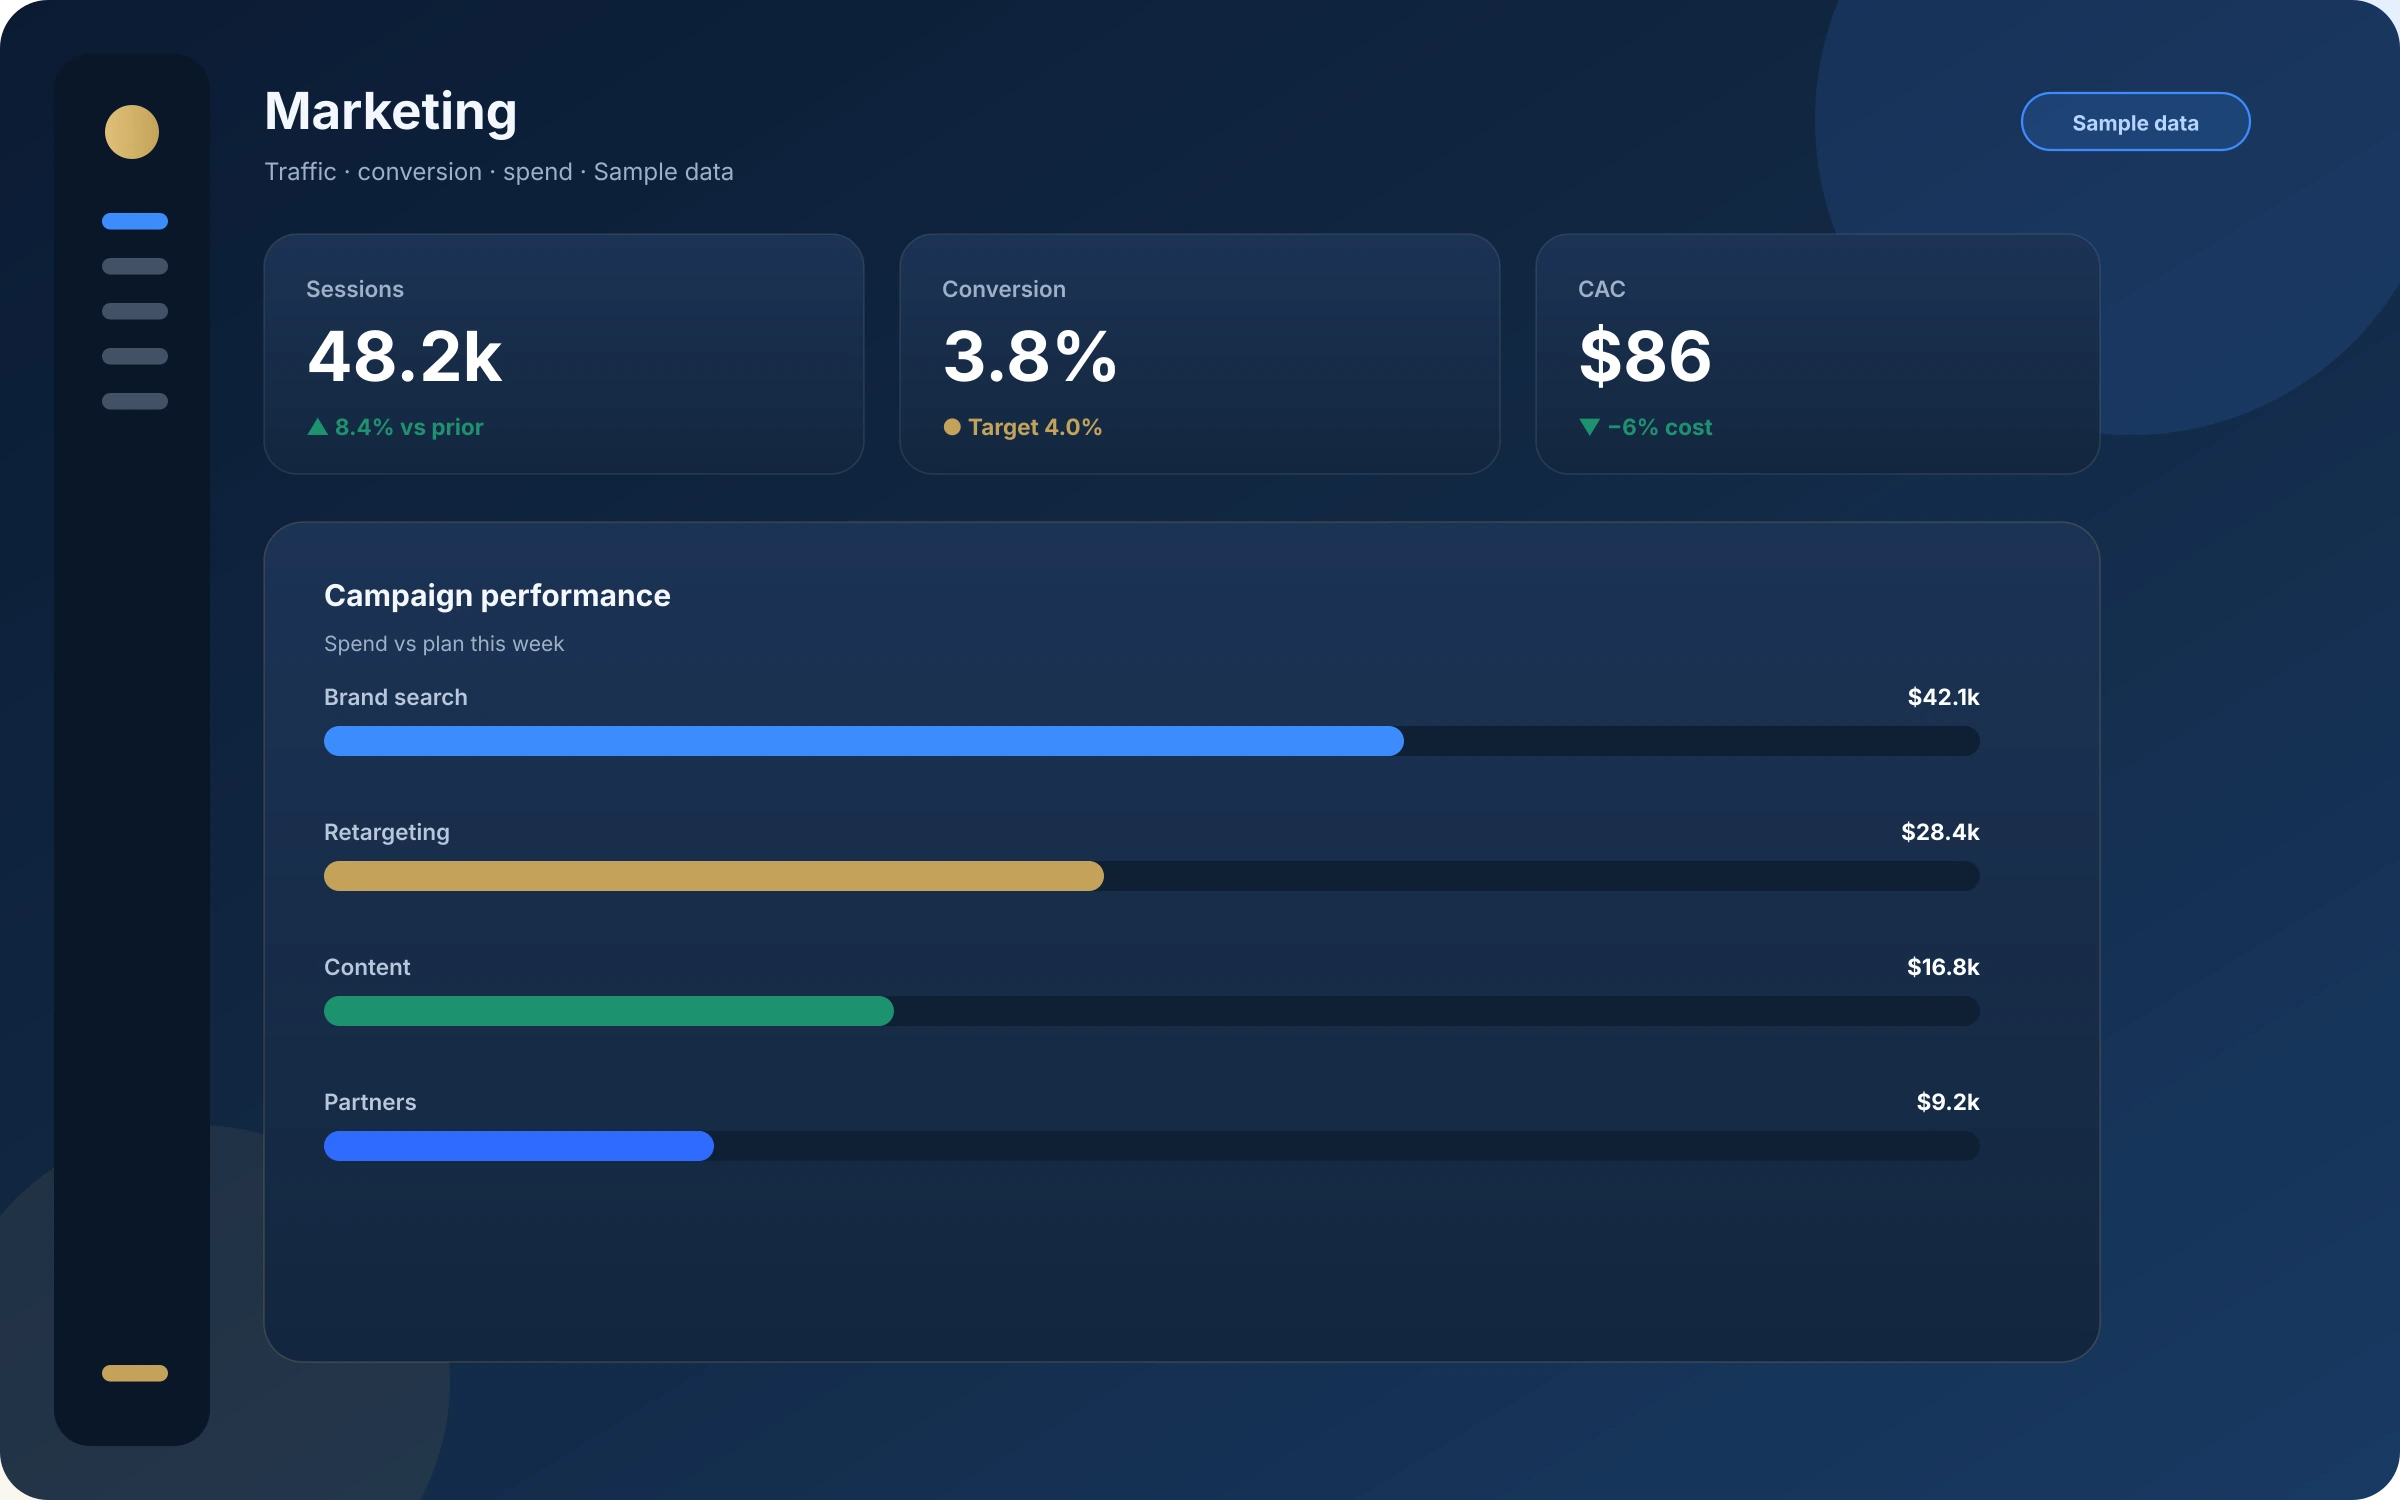 Marketing
Traffic · conversion · spend · Sample data
Sample data
Sessions
48.2k
▲ 8.4% vs prior
Conversion
3.8%
● Target 4.0%
CAC
$86
▼ −6% cost
Campaign performance
Spend vs plan this week
Brand search $42.1k
Retargeting $28.4k
Content $16.8k
Partners $9.2k